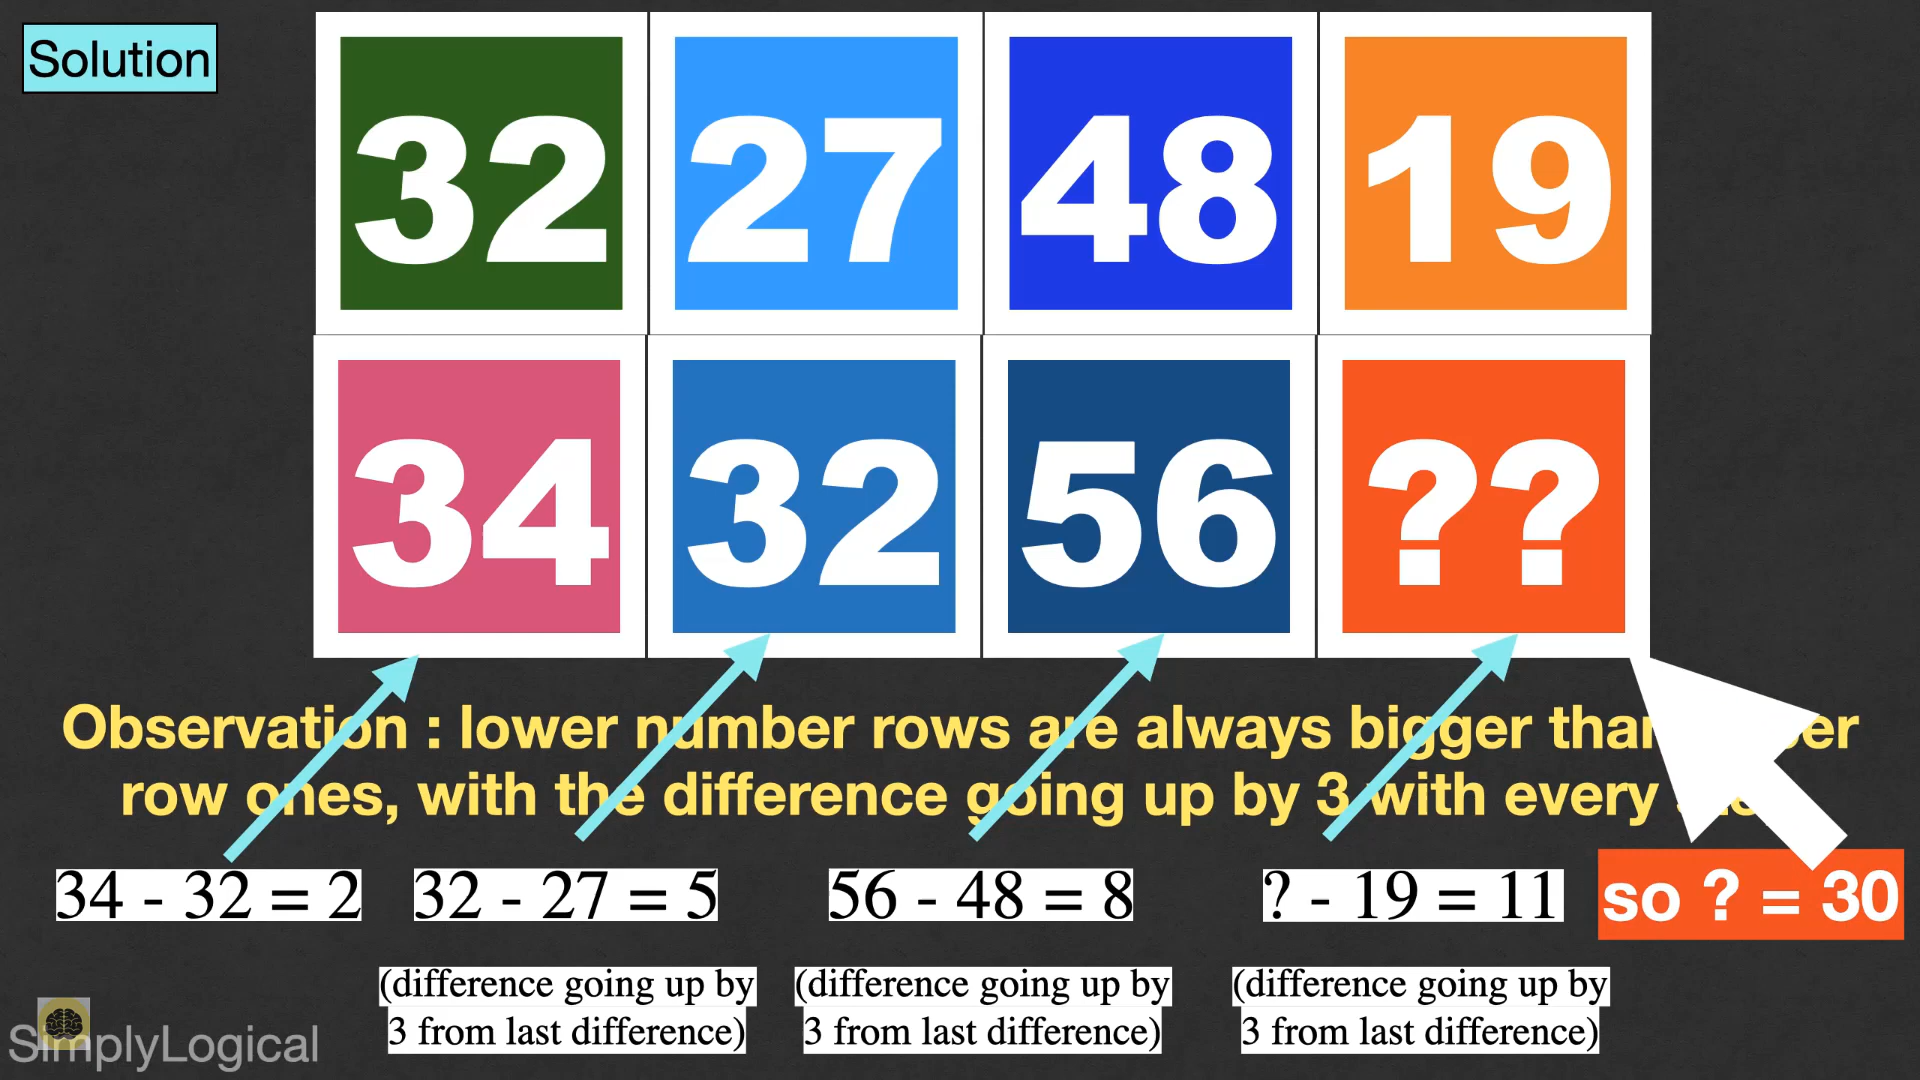 Solution
32 27 48 19
34 32 56 ??
Observation : lower number rows are always bigger
row ones, with the difference going up by 3 with every
34 - 32 = 2 32 - 27 = 5 56 - 48 = 8 ? - 19 = 11 so ? = 30
(difference going up by (difference going up by (difference going up by
3 from last difference) 3 from last difference) 3 from last difference)
SimplyLogical